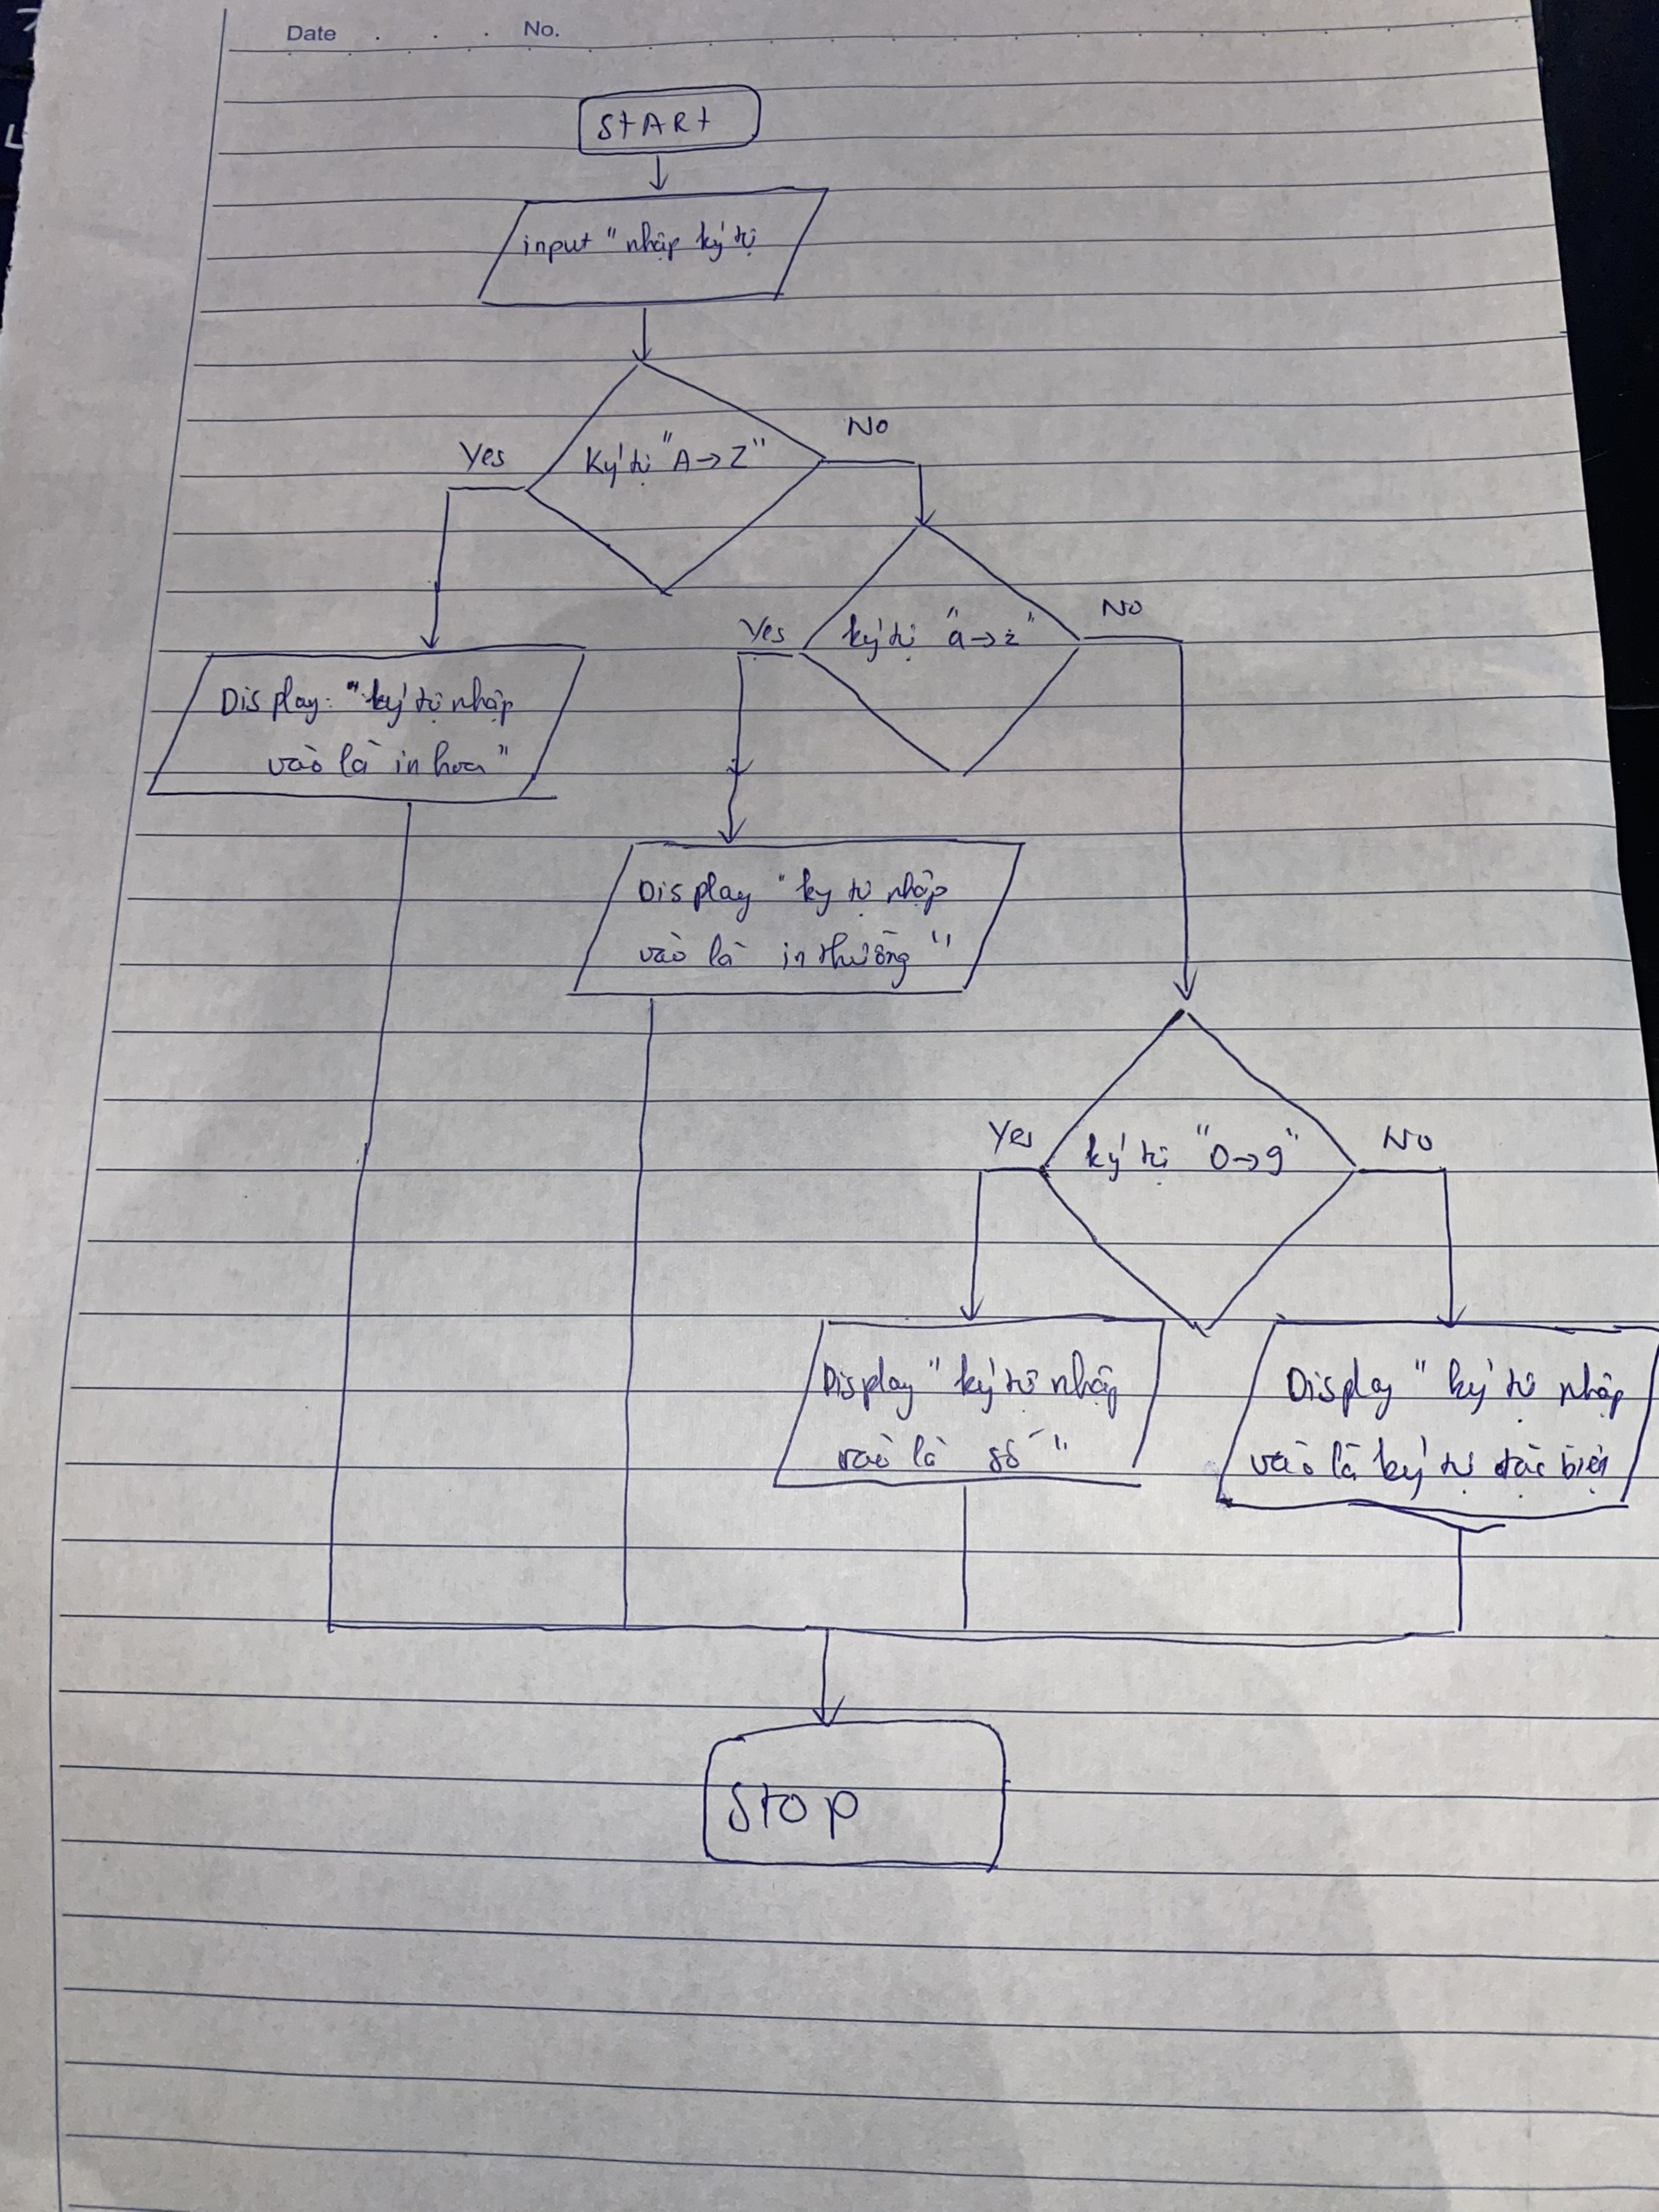 Date No.
START
input " nhập ký tự
Yes
Ký tự "A → Z"
No
Yes
ký tự "a → z"
No
Display: "ký tự nhập
vào là in hoa"
Display "ky tự nhập
vào là in thường"
Yes
ký tự "0 → 9"
No
Display "ký tự nhập
vào là số"
Display "ký tự nhập
vào là ký tự đặc biệt
Stop